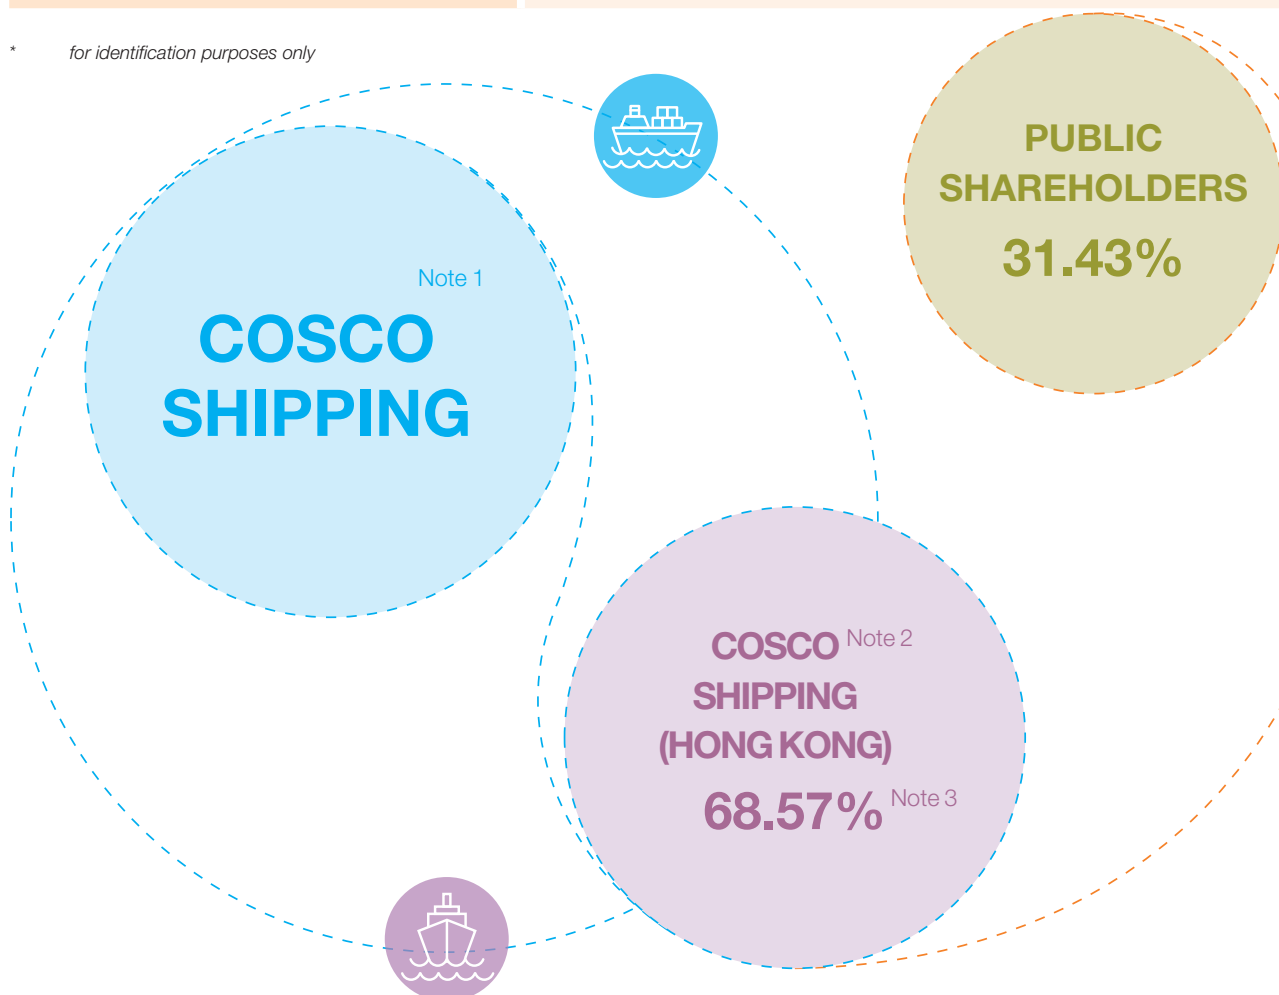 * for identification purposes only
PUBLIC
SHAREHOLDERS
31.43%
Note 1
COSCO
SHIPPING
COSCO Note 2
SHIPPING
(HONG KONG)
68.57% Note 3